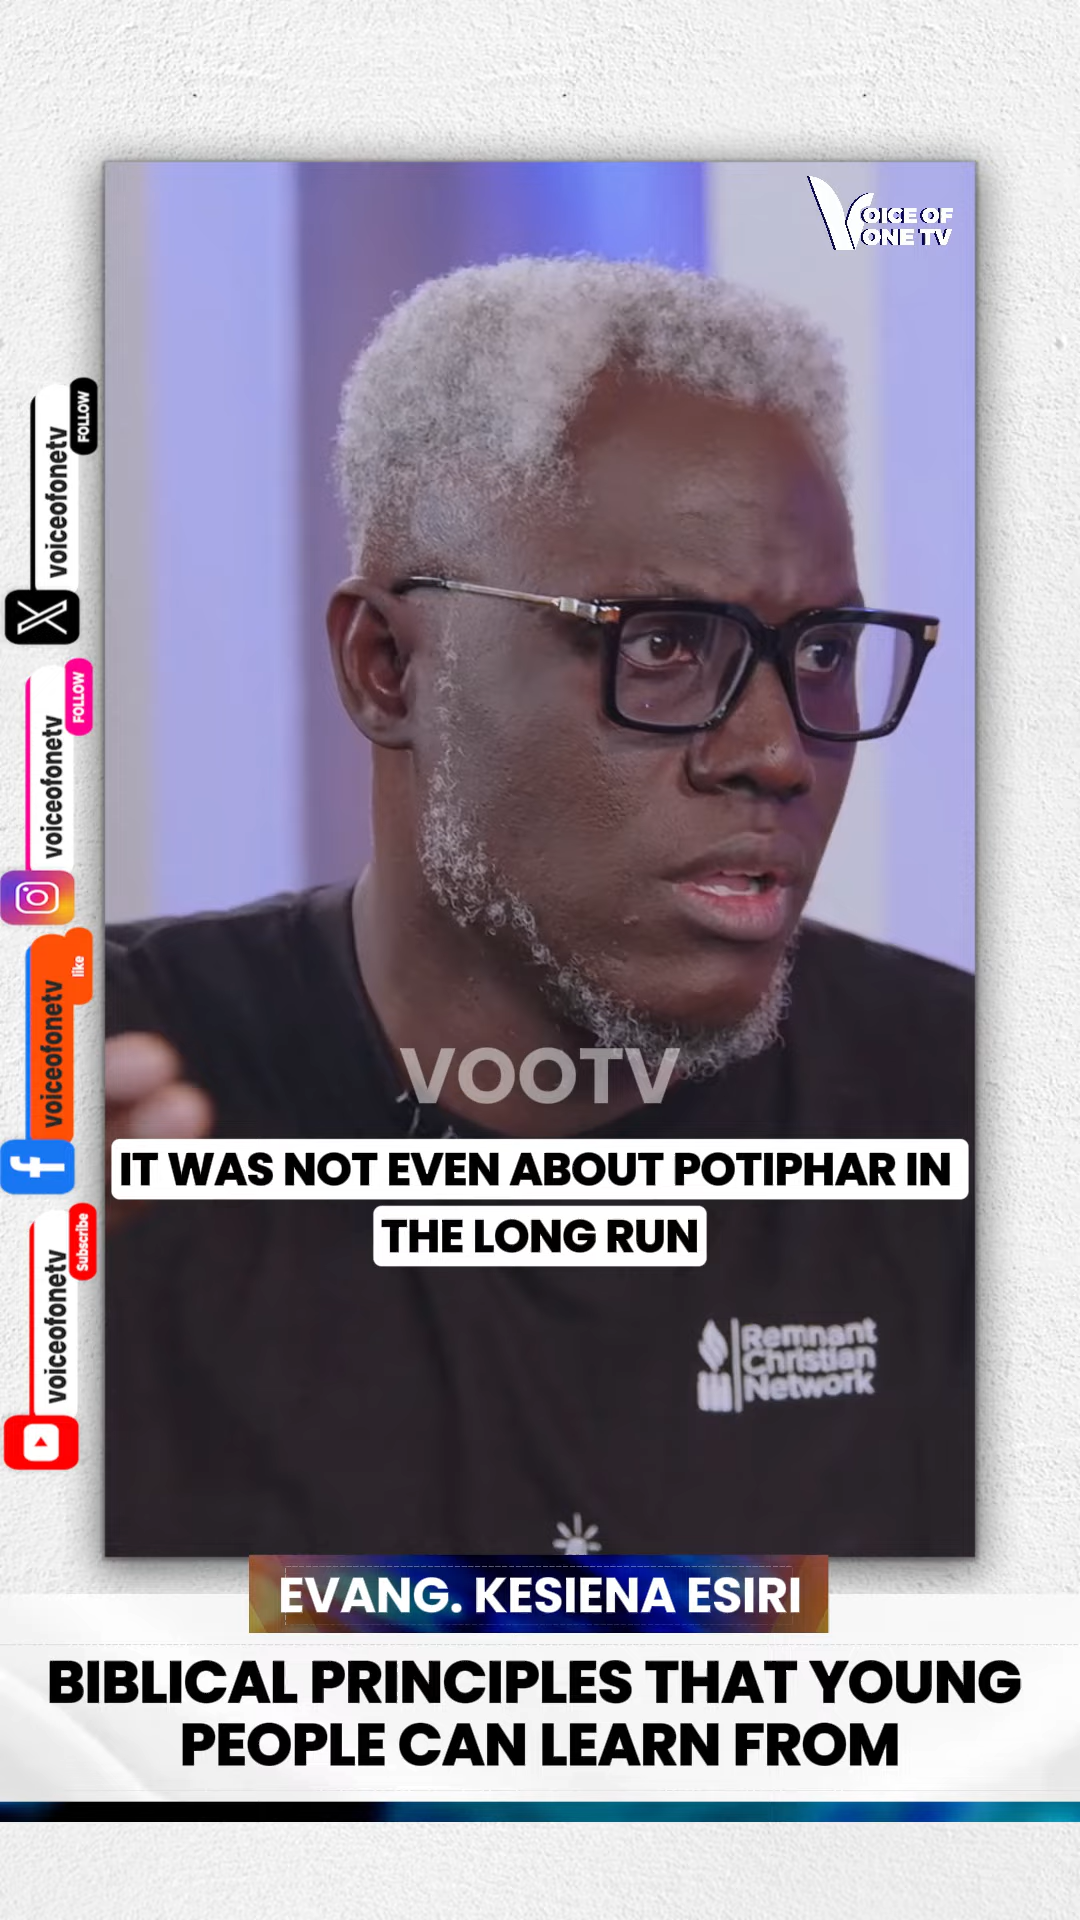 VOICE OF
ONE TV
FOLLOW
voiceofonetv
FOLLOW
voiceofonetv
like
voiceofonetv
Subscribe
voiceofonetv
VOOTV
IT WAS NOT EVEN ABOUT POTIPHAR IN
THE LONG RUN
Remnant
Christian
Network
EVANG. KESIENA ESIRI
BIBLICAL PRINCIPLES THAT YOUNG
PEOPLE CAN LEARN FROM